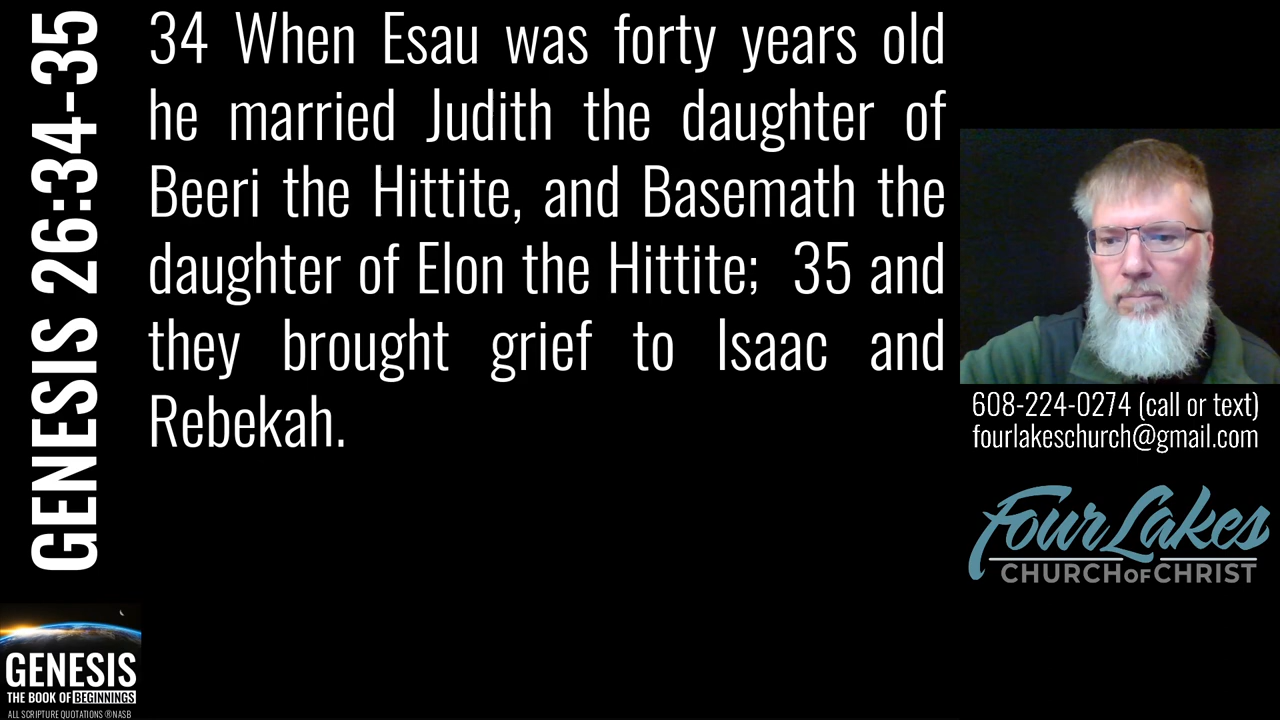 GENESIS 26:34-35
34 When Esau was forty years old
he married Judith the daughter of
Beeri the Hittite, and Basemath the
daughter of Elon the Hittite;  35 and
they brought grief to Isaac and
Rebekah.
608-224-0274 (call or text)
fourlakeschurch@gmail.com
Four Lakes
CHURCH OF CHRIST
GENESIS
THE BOOK OF BEGINNINGS
ALL SCRIPTURE QUOTATIONS ®NASB